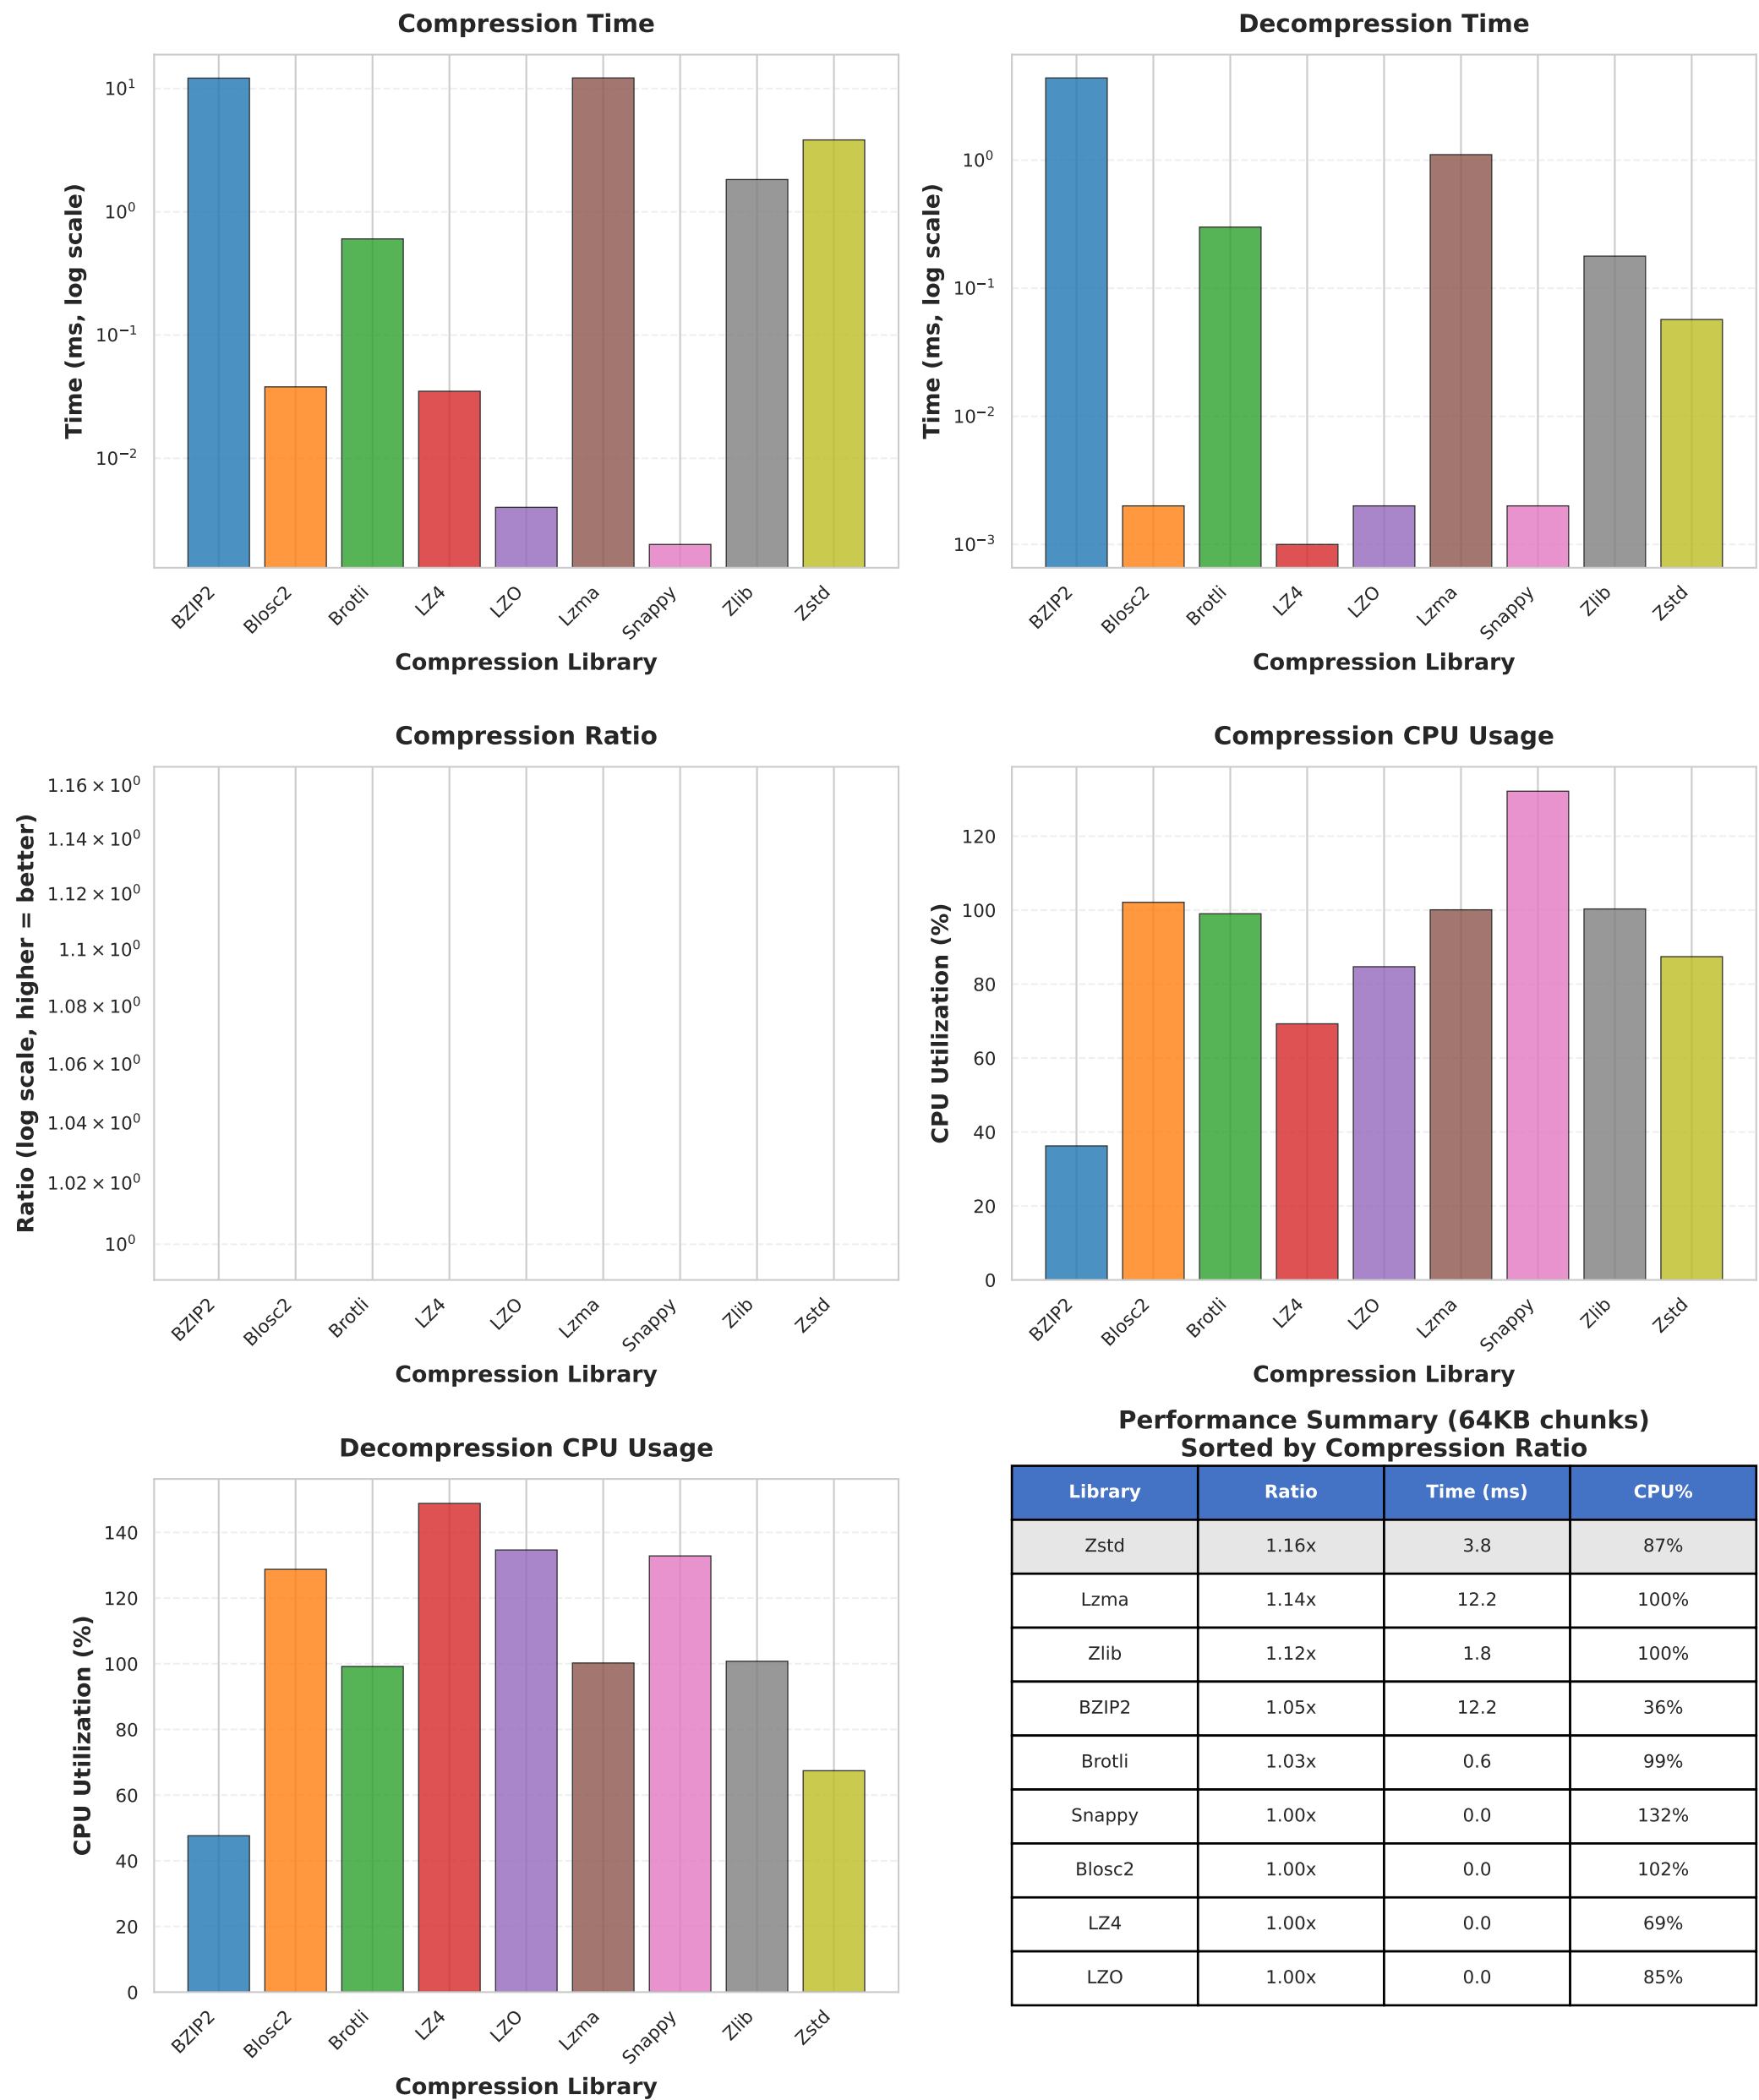 Compression Time
Time (ms, log scale)
10¹
10⁰
10⁻¹
10⁻²
BZIP2
Blosc2
Brotli
LZ4
LZO
Lzma
Snappy
Zlib
Zstd
Compression Library
Decompression Time
Time (ms, log scale)
10⁰
10⁻¹
10⁻²
10⁻³
BZIP2
Blosc2
Brotli
LZ4
LZO
Lzma
Snappy
Zlib
Zstd
Compression Library
Compression Ratio
Ratio (log scale, higher = better)
1.16 × 10⁰
1.14 × 10⁰
1.12 × 10⁰
1.1 × 10⁰
1.08 × 10⁰
1.06 × 10⁰
1.04 × 10⁰
1.02 × 10⁰
10⁰
BZIP2
Blosc2
Brotli
LZ4
LZO
Lzma
Snappy
Zlib
Zstd
Compression Library
Compression CPU Usage
CPU Utilization (%)
120
100
80
60
40
20
0
BZIP2
Blosc2
Brotli
LZ4
LZO
Lzma
Snappy
Zlib
Zstd
Compression Library
Decompression CPU Usage
CPU Utilization (%)
140
120
100
80
60
40
20
0
BZIP2
Blosc2
Brotli
LZ4
LZO
Lzma
Snappy
Zlib
Zstd
Compression Library
Performance Summary (64KB chunks)
Sorted by Compression Ratio
Library Ratio Time (ms) CPU%
Zstd 1.16x 3.8 87%
Lzma 1.14x 12.2 100%
Zlib 1.12x 1.8 100%
BZIP2 1.05x 12.2 36%
Brotli 1.03x 0.6 99%
Snappy 1.00x 0.0 132%
Blosc2 1.00x 0.0 102%
LZ4 1.00x 0.0 69%
LZO 1.00x 0.0 85%